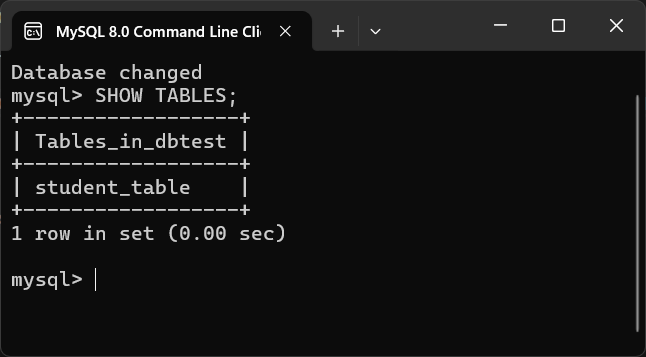 MySQL 8.0 Command Line Cli
Database changed
mysql> SHOW TABLES;
+-----------------+
| Tables_in_dbtest |
+-----------------+
| student_table    |
+-----------------+
1 row in set (0.00 sec)
mysql>